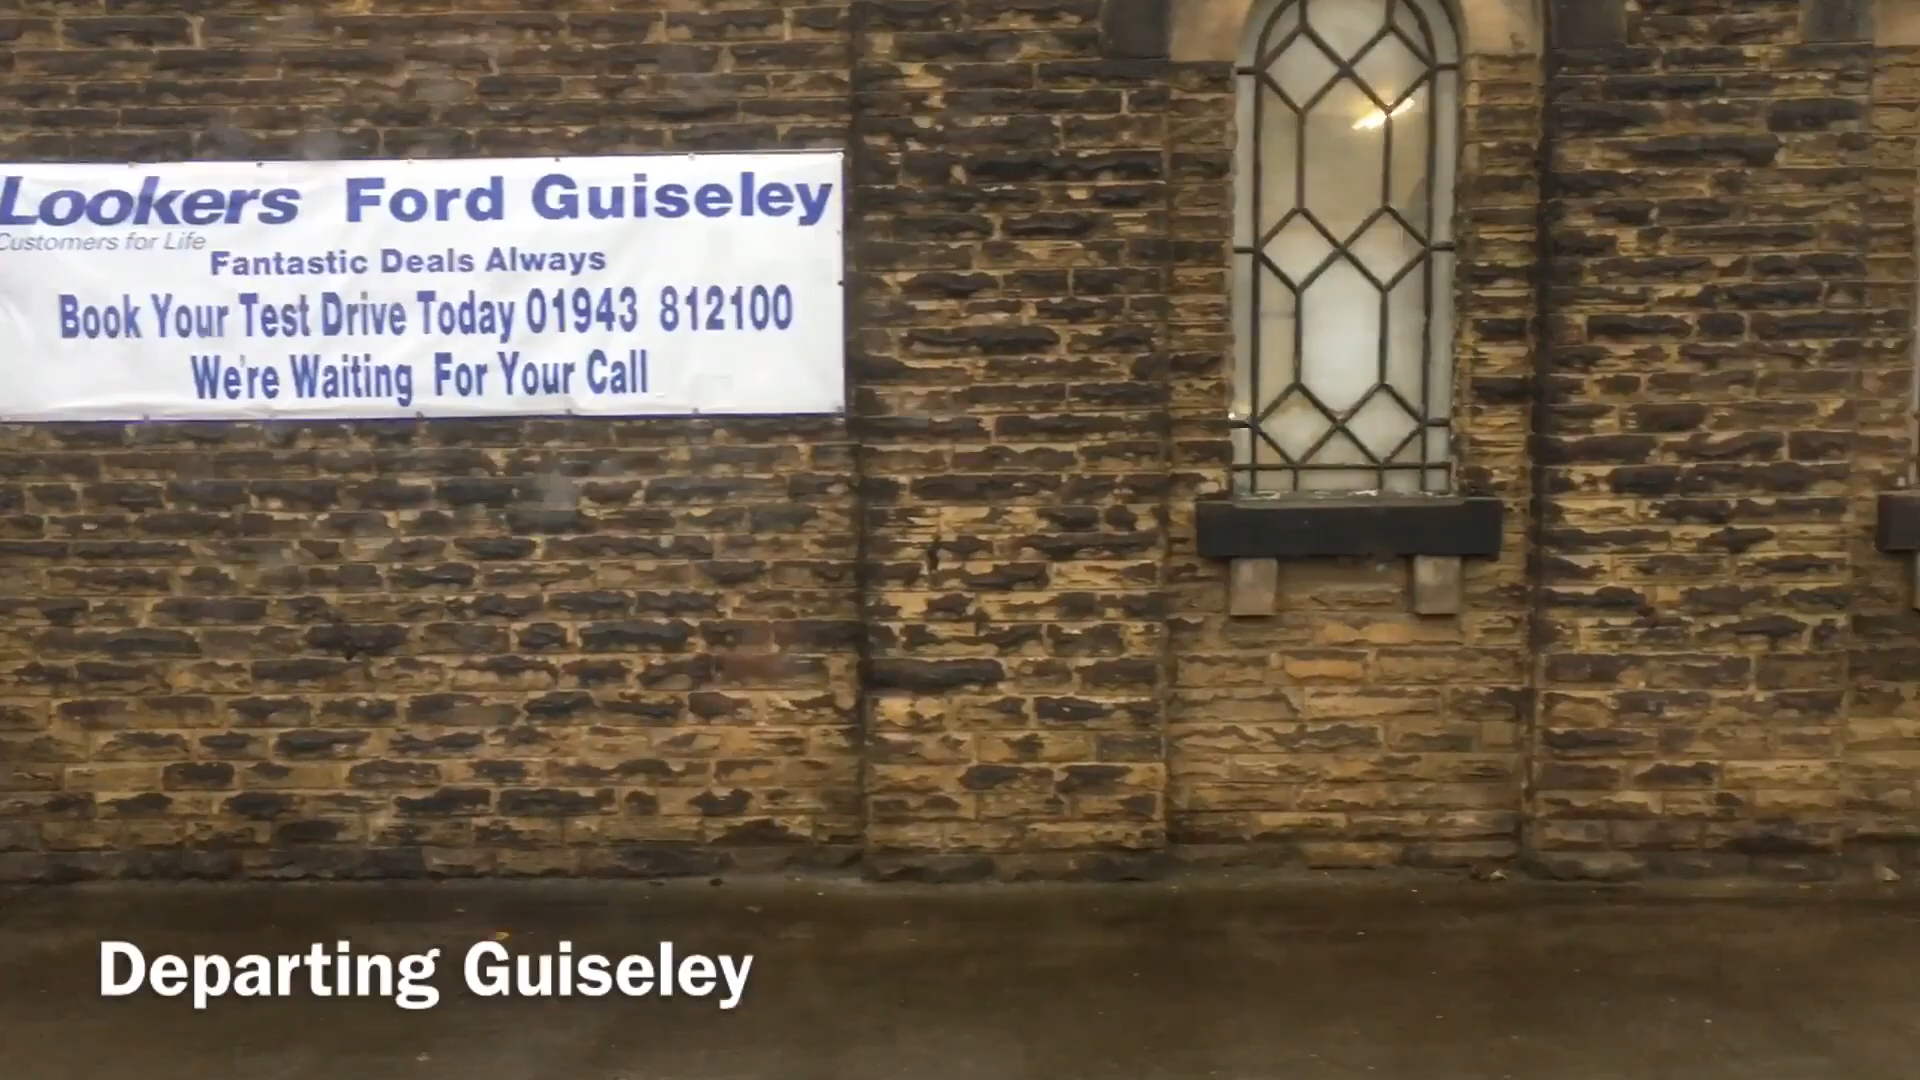 Lookers Ford Guiseley
Customers for Life
Fantastic Deals Always
Book Your Test Drive Today 01943 812100
We're Waiting For Your Call
Departing Guiseley